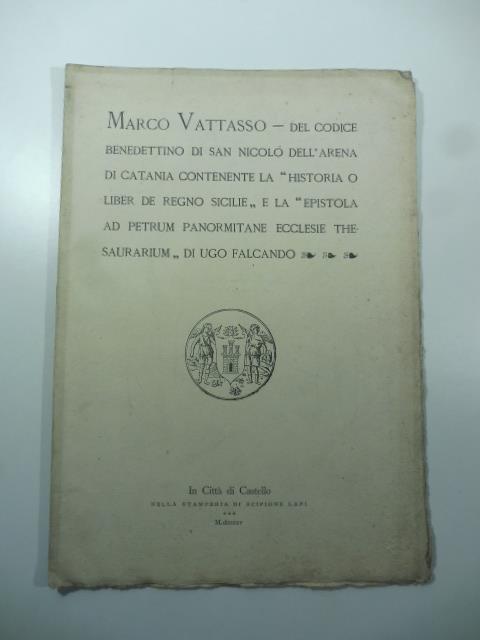 MARCO VATTASSO — DEL CODICE
BENEDETTINO DI SAN NICOLÓ DELL'ARENA
DI CATANIA CONTENENTE LA "HISTORIA O
LIBER DE REGNO SICILIE„ E LA "EPISTOLA
AD PETRUM PANORMITANE ECCLESIE THE-
SAURARIUM„ DI UGO FALCANDO
In Città di Castello
NELLA STAMPERIA DI SCIPIONE LAPI